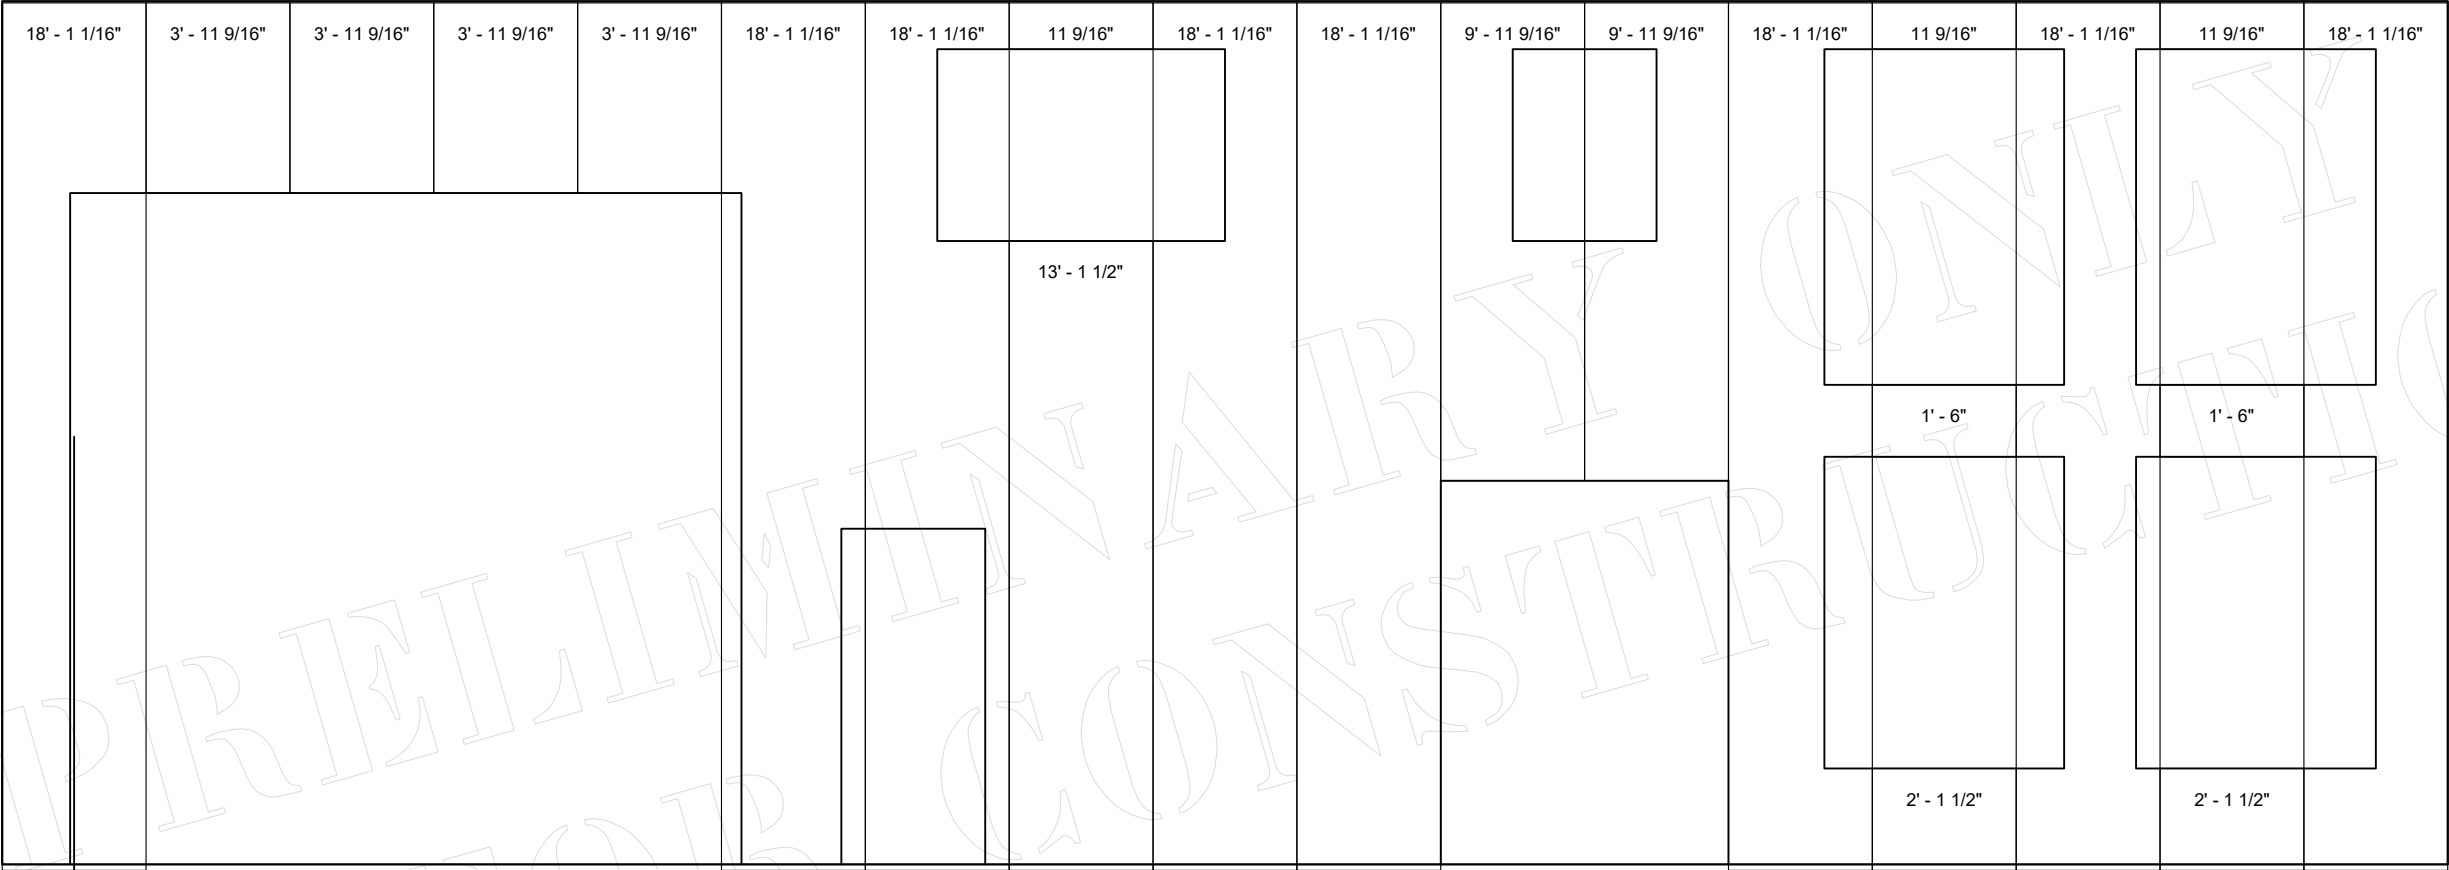 18' - 1 1/16" 3' - 11 9/16" 3' - 11 9/16" 3' - 11 9/16" 3' - 11 9/16" 18' - 1 1/16" 18' - 1 1/16" 11 9/16" 18' - 1 1/16" 18' - 1 1/16" 9' - 11 9/16" 9' - 11 9/16" 18' - 1 1/16" 11 9/16" 18' - 1 1/16" 11 9/16" 18' - 1 1/16"
13' - 1 1/2"
1' - 6" 1' - 6"
2' - 1 1/2" 2' - 1 1/2"
PRELIMINARY ONLY
FOR CONSTRUCTIO